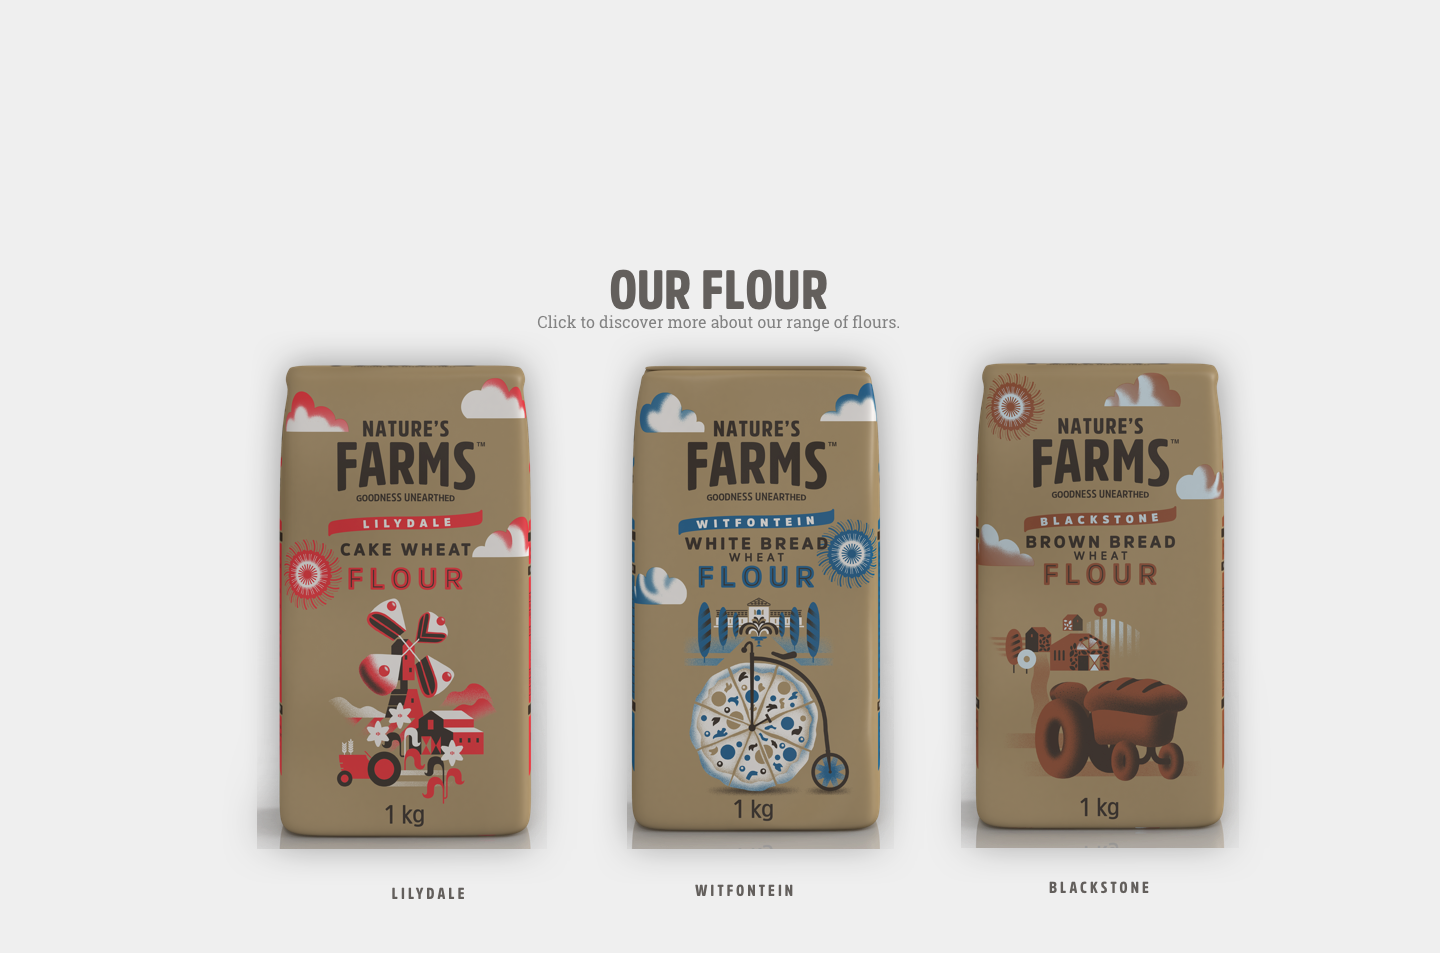 OUR FLOUR
Click to discover more about our range of flours.
NATURE'S
FARMS™
GOODNESS UNEARTHED
LILYDALE
CAKE WHEAT
FLOUR
1 kg
LILYDALE
NATURE'S
FARMS™
GOODNESS UNEARTHED
WITFONTEIN
WHITE BREAD
WHEAT
FLOUR
1 kg
WITFONTEIN
NATURE'S
FARMS™
GOODNESS UNEARTHED
BLACKSTONE
BROWN BREAD
WHEAT
FLOUR
1 kg
BLACKSTONE